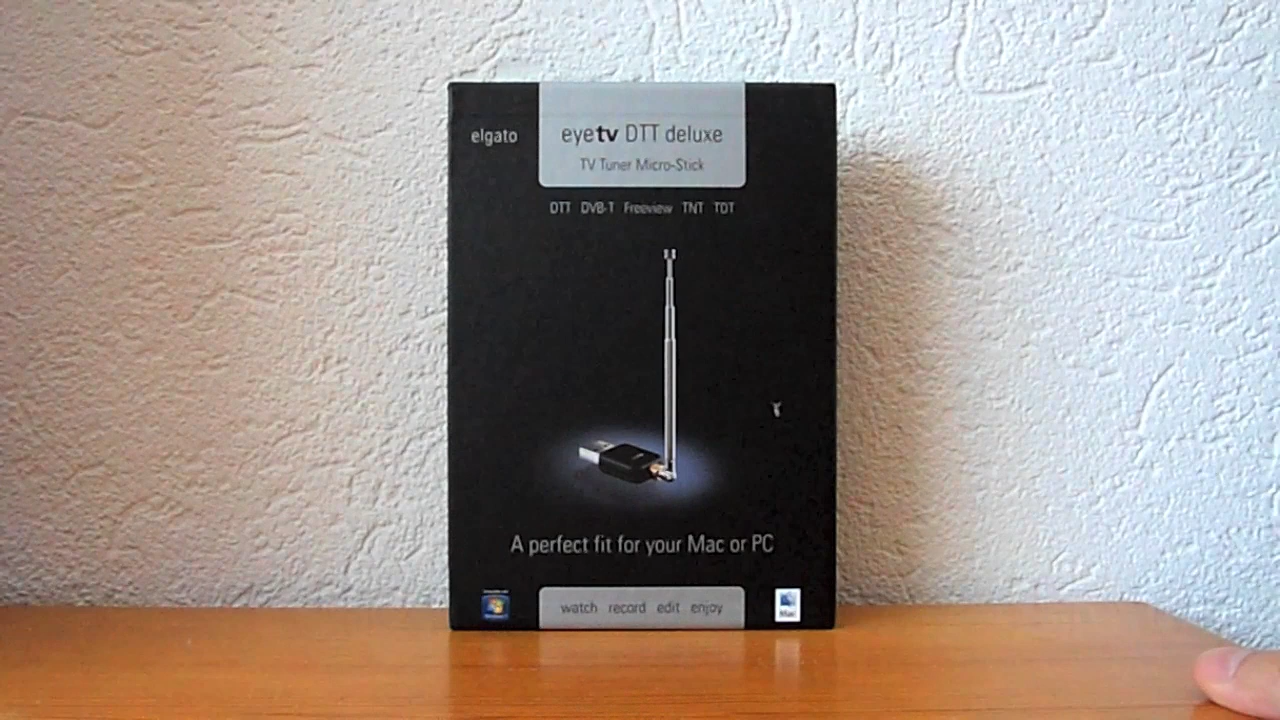 elgato
eyetv DTT deluxe
TV Tuner Micro-Stick
DTT DVB-T Freeview TNT TDT
A perfect fit for your Mac or PC
watch record edit enjoy
Mac